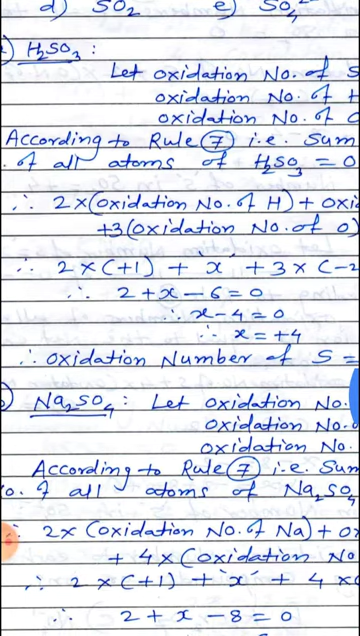 d) SO₂ e) SO₄²⁻
H₂SO₃ :
Let oxidation No. of S
oxidation No. of H
oxidation No. of O
According to Rule ⑦ i.e. Sum
of all atoms of H₂SO₃ = 0
∴ 2×(oxidation No. of H) + oxi
+3(oxidation No. of O)
∴ 2×(+1) + 'x' + 3×(-2
∴ 2+x-6=0
∴ x-4=0
∴ x=+4
∴ oxidation Number of S =
Na₂SO₄ : Let oxidation No.
oxidation No.
oxidation No.
According to Rule ⑦ i.e. Sum
No. of all atoms of Na₂SO₄
∴ 2×(oxidation No. of Na) + ox
+ 4×(oxidation No
∴ 2×(+1) + 'x' + 4×
∴ 2+x-8=0